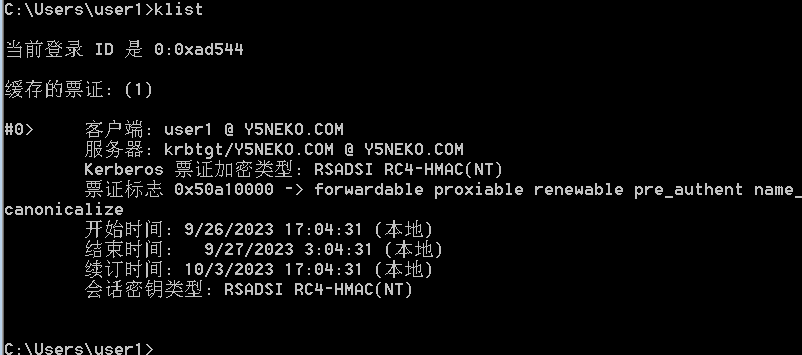 C:\Users\user1>klist
当前登录 ID 是 0:0xad544
缓存的票证: (1)
#0> 客户端: user1 @ Y5NEKO.COM
服务器: krbtgt/Y5NEKO.COM @ Y5NEKO.COM
Kerberos 票证加密类型: RSADSI RC4-HMAC(NT)
票证标志 0x50a10000 -> forwardable proxiable renewable pre_authent name_
canonicalize
开始时间: 9/26/2023 17:04:31 (本地)
结束时间: 9/27/2023 3:04:31 (本地)
续订时间: 10/3/2023 17:04:31 (本地)
会话密钥类型: RSADSI RC4-HMAC(NT)
C:\Users\user1>